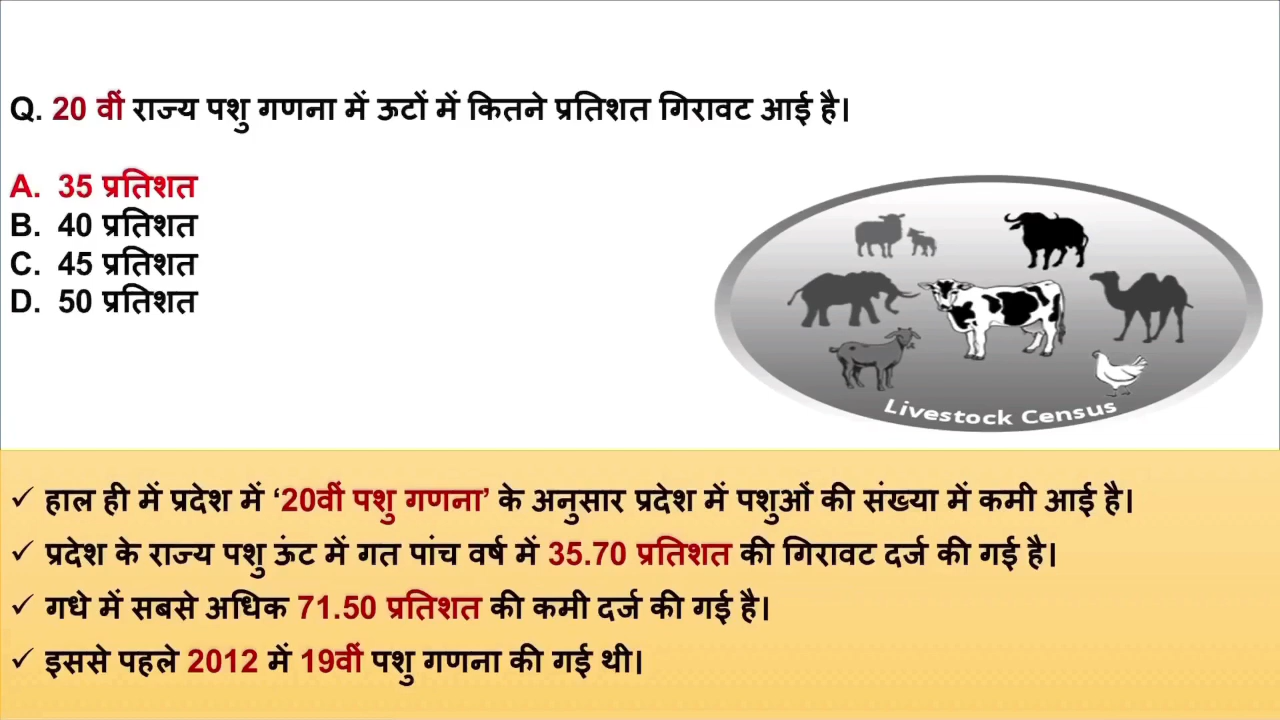 Q. 20 वीं राज्य पशु गणना में ऊटों में कितने प्रतिशत गिरावट आई है।
A. 35 प्रतिशत
B. 40 प्रतिशत
C. 45 प्रतिशत
D. 50 प्रतिशत
Livestock Census
✓ हाल ही में प्रदेश में ‘20वीं पशु गणना’ के अनुसार प्रदेश में पशुओं की संख्या में कमी आई है।
✓ प्रदेश के राज्य पशु ऊंट में गत पांच वर्ष में 35.70 प्रतिशत की गिरावट दर्ज की गई है।
✓ गधे में सबसे अधिक 71.50 प्रतिशत की कमी दर्ज की गई है।
✓ इससे पहले 2012 में 19वीं पशु गणना की गई थी।